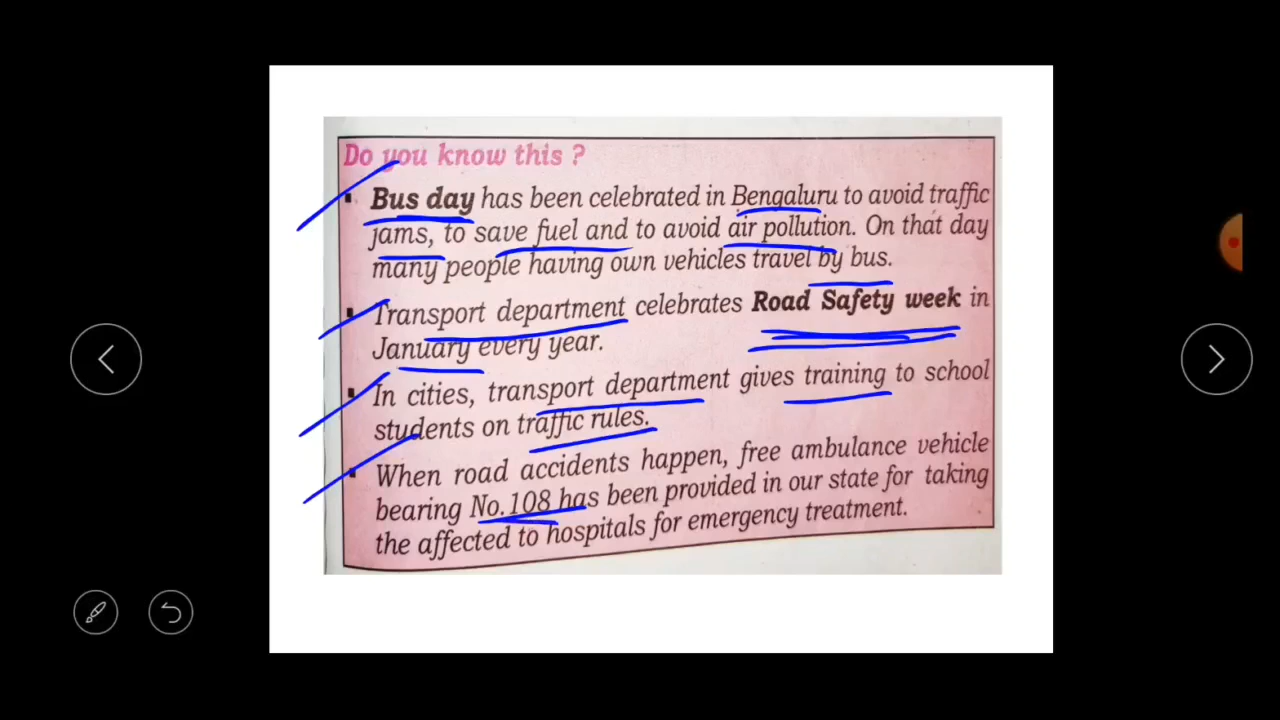 Do you know this ?
▪ Bus day has been celebrated in Bengaluru to avoid traffic
jams, to save fuel and to avoid air pollution. On that day
many people having own vehicles travel by bus.
▪ Transport department celebrates Road Safety week in
January every year.
▪ In cities, transport department gives training to school
students on traffic rules.
▪ When road accidents happen, free ambulance vehicle
bearing No.108 has been provided in our state for taking
the affected to hospitals for emergency treatment.